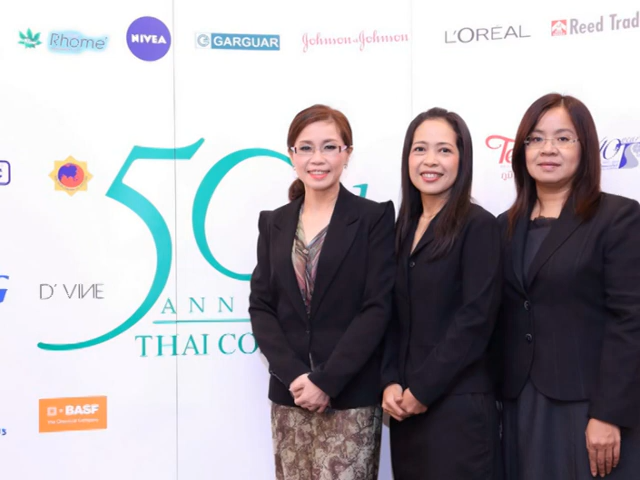 Rhome
NIVEA
GARGUAR
Johnson & Johnson
L'ORÉAL
Reed Trad
D' VINE
50
ANN
THAI CO
BASF